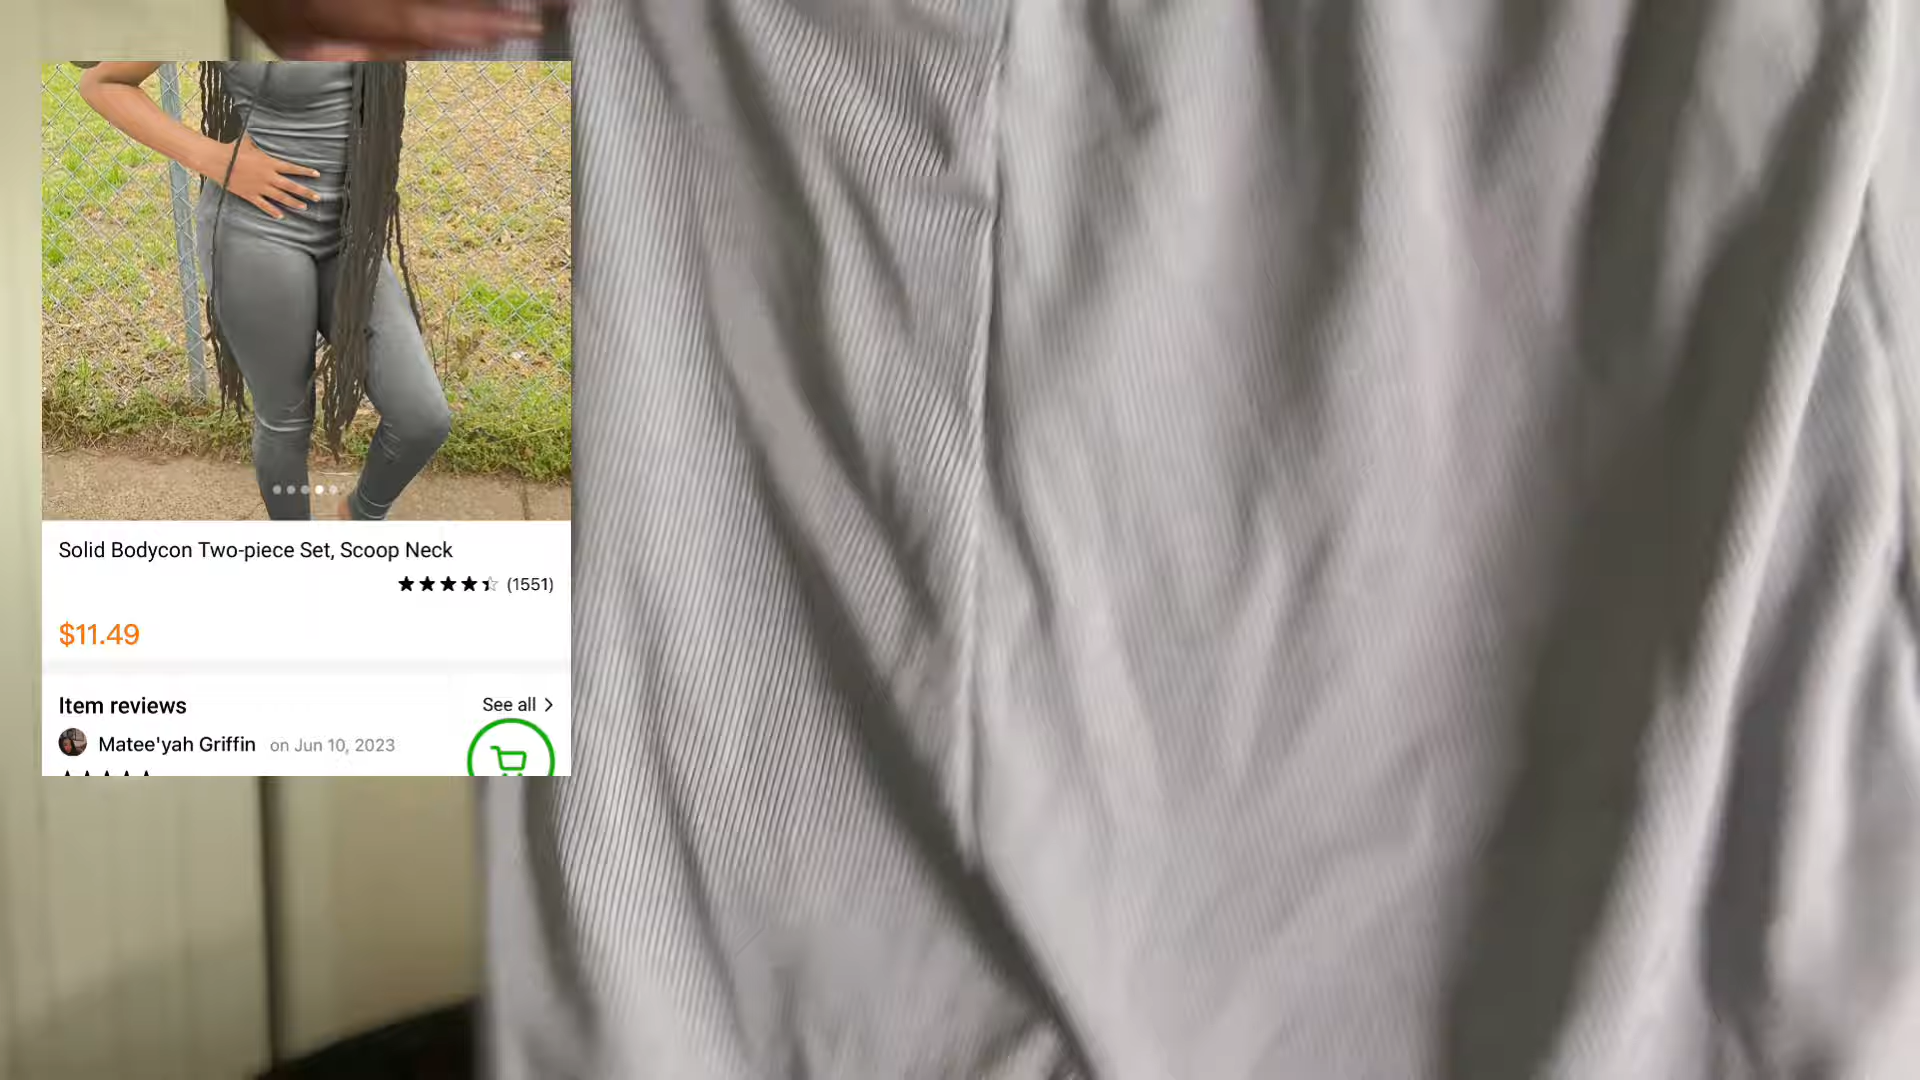 Solid Bodycon Two-piece Set, Scoop Neck
(1551)
$11.49
Item reviews
See all
Matee'yah Griffin on Jun 10, 2023